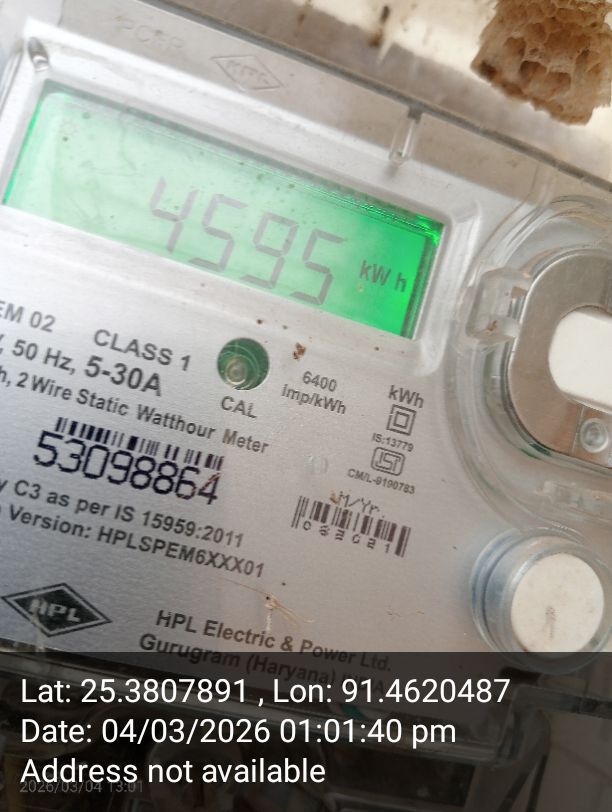 4595 kWh
EM 02 CLASS 1
50 Hz, 5-30A
2 Wire Static Watthour Meter
CAL
6400
imp/kWh
kWh
IS:13779
CM/L-9190783
53098864
M/Yr.
C3 as per IS 15959:2011
Version: HPLSPEM6XXX01
HPL
HPL Electric & Power Ltd.
Gurugram (Haryana)
Lat: 25.3807891 , Lon: 91.4620487
Date: 04/03/2026 01:01:40 pm
Address not available
2026/03/04 13:01